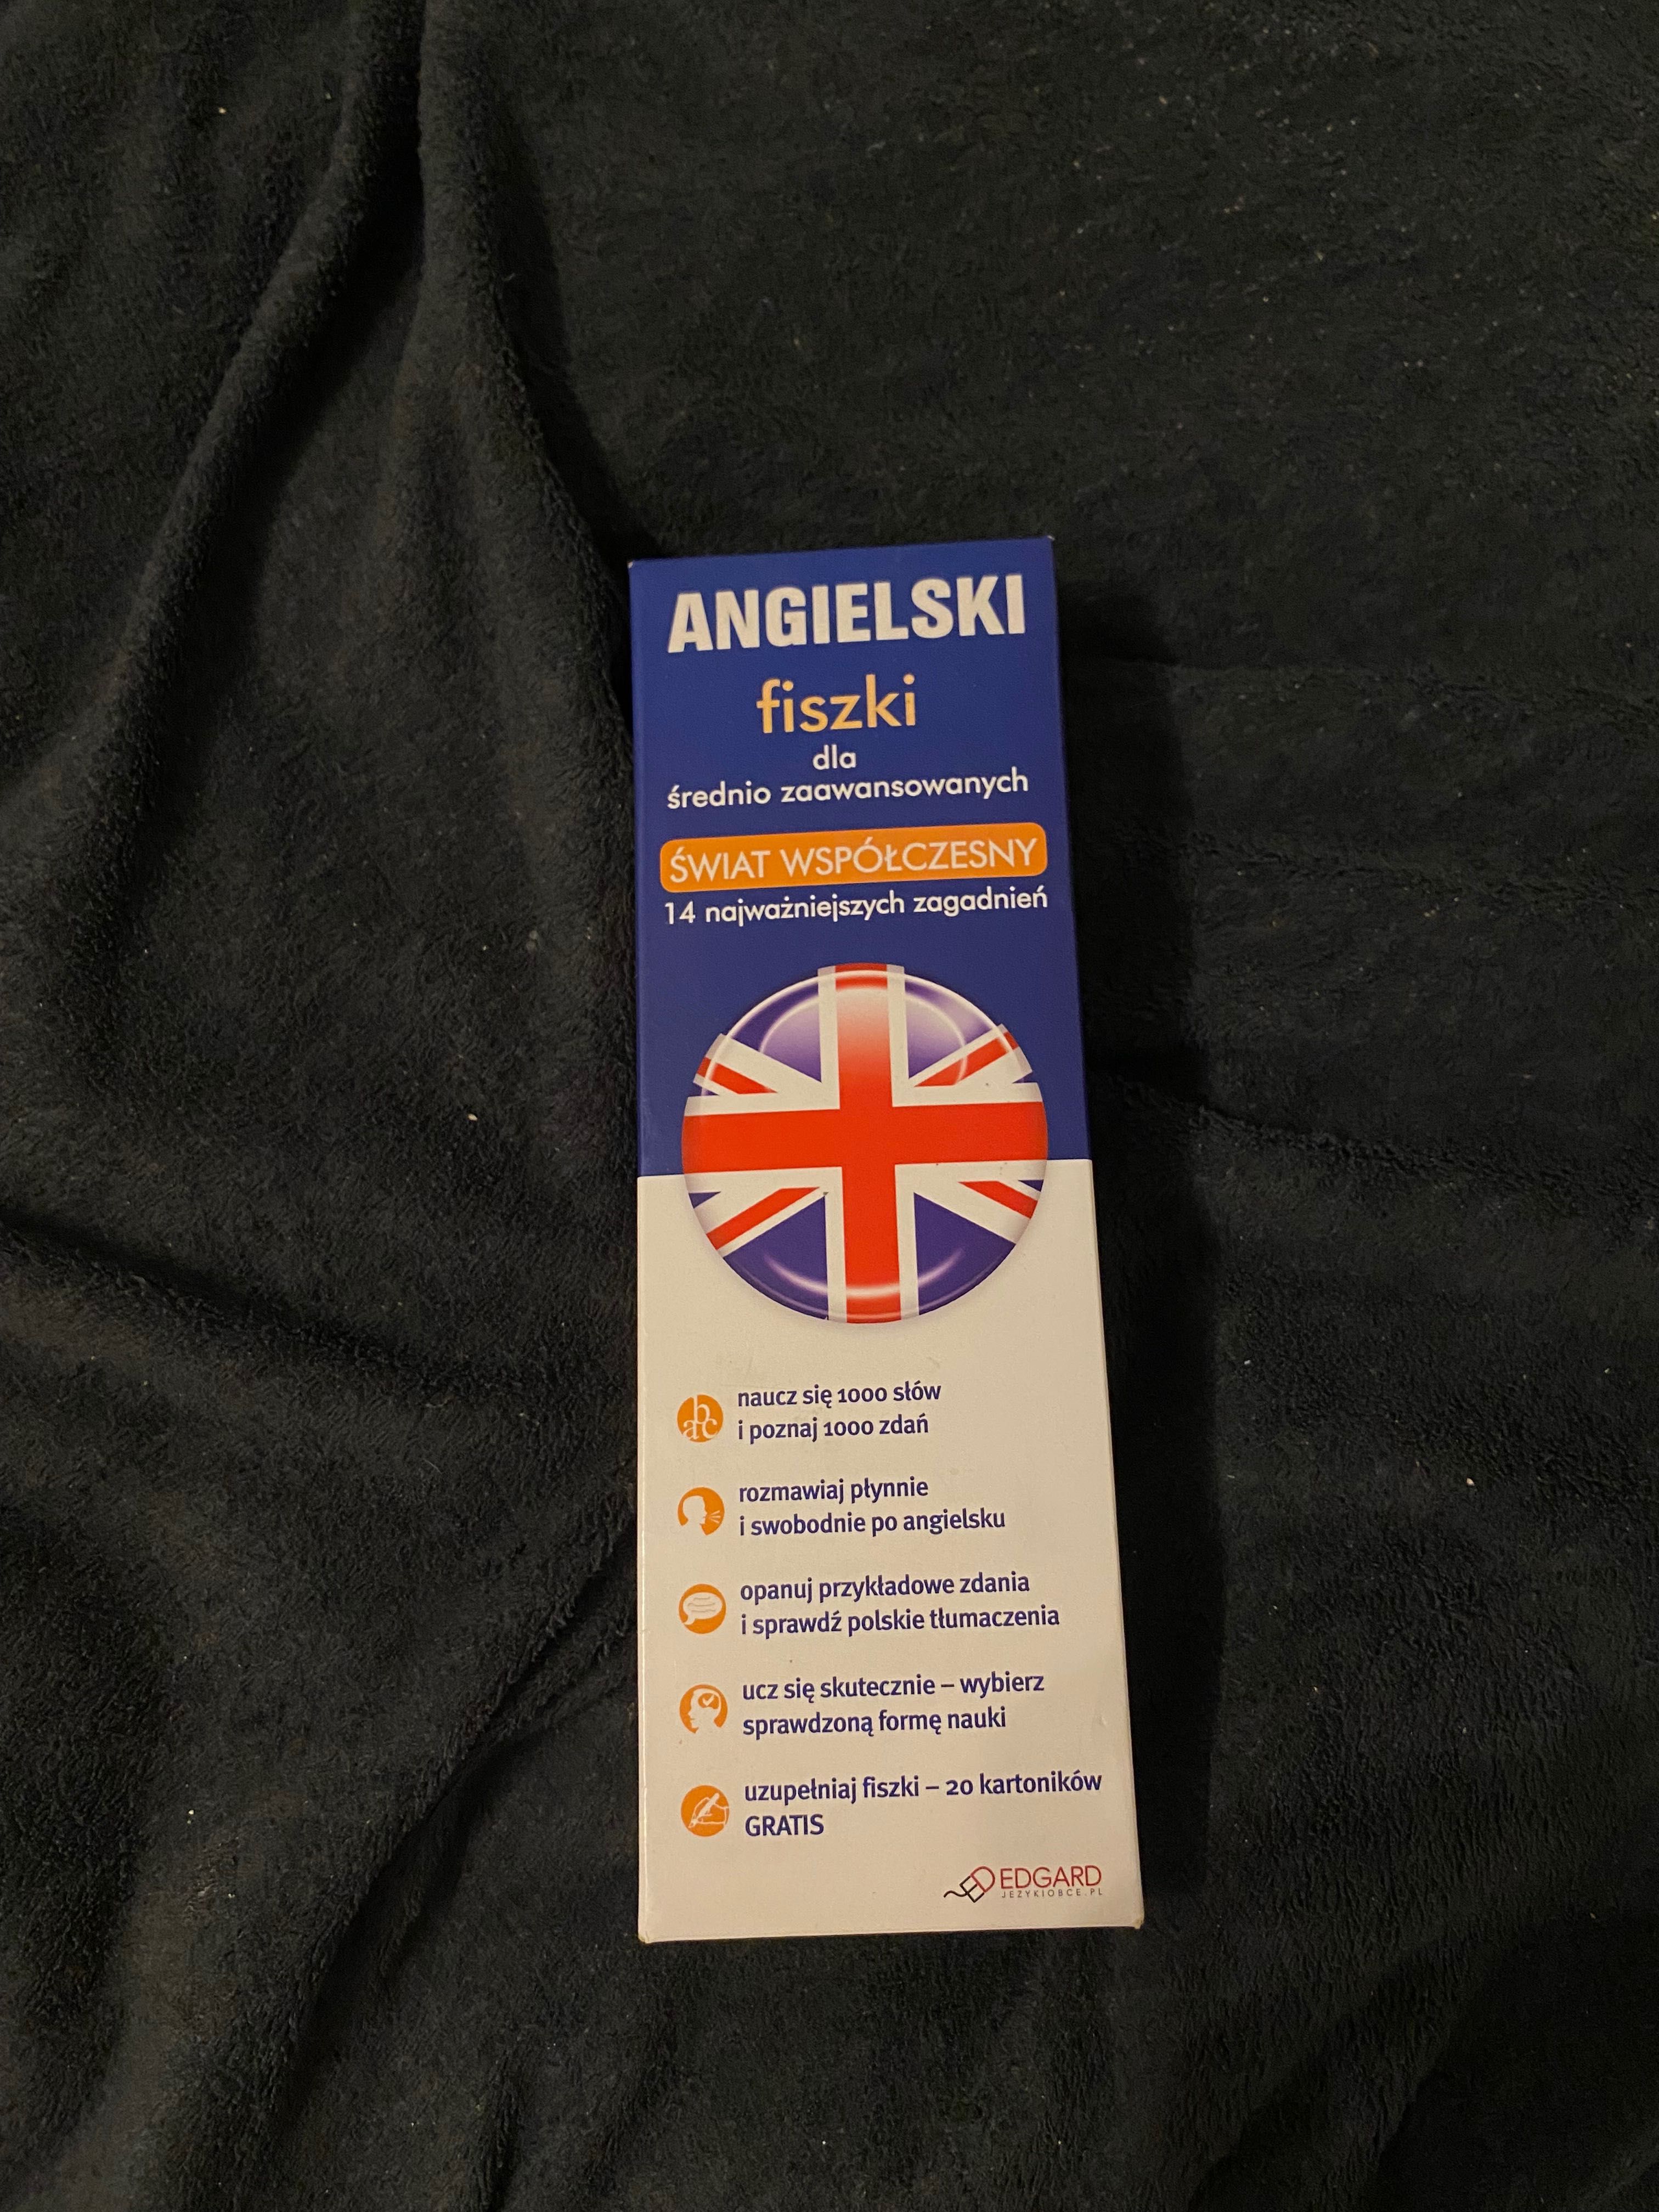 ANGIELSKI
fiszki
dla
średnio zaawansowanych
ŚWIAT WSPÓŁCZESNY
14 najważniejszych zagadnień
naucz się 1000 słów
i poznaj 1000 zdań
rozmawiaj płynnie
i swobodnie po angielsku
opanuj przykładowe zdania
i sprawdź polskie tłumaczenia
ucz się skutecznie – wybierz
sprawdzoną formę nauki
uzupełniaj fiszki – 20 kartoników
GRATIS
EDGARD
JEZYKIOBCE.PL